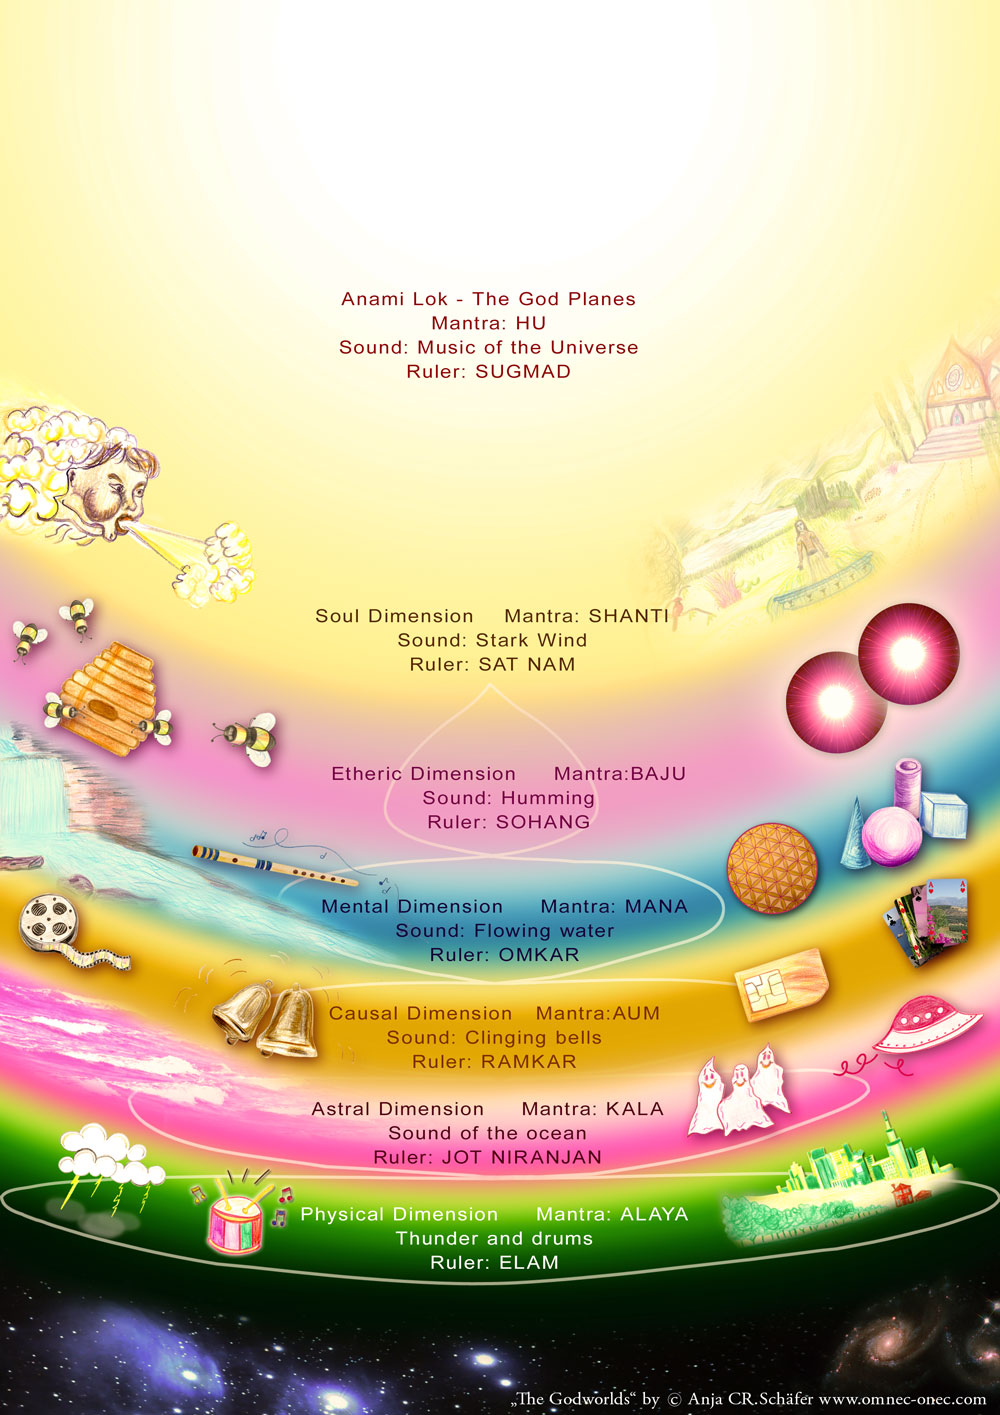 Anami Lok - The God Planes
Mantra: HU
Sound: Music of the Universe
Ruler: SUGMAD
Soul Dimension Mantra: SHANTI
Sound: Stark Wind
Ruler: SAT NAM
Etheric Dimension Mantra:BAJU
Sound: Humming
Ruler: SOHANG
Mental Dimension Mantra: MANA
Sound: Flowing water
Ruler: OMKAR
Causal Dimension Mantra:AUM
Sound: Clinging bells
Ruler: RAMKAR
Astral Dimension Mantra: KALA
Sound of the ocean
Ruler: JOT NIRANJAN
Physical Dimension Mantra: ALAYA
Thunder and drums
Ruler: ELAM
„The Godworlds“ by © Anja CR.Schäfer www.omnec-onec.com